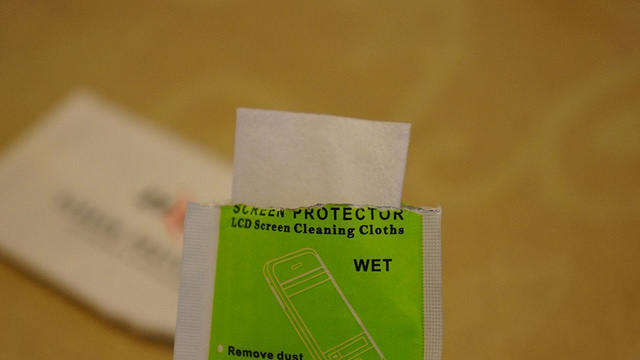 SCREEN PROTECTOR
LCD Screen Cleaning Cloths
WET
Remove dust